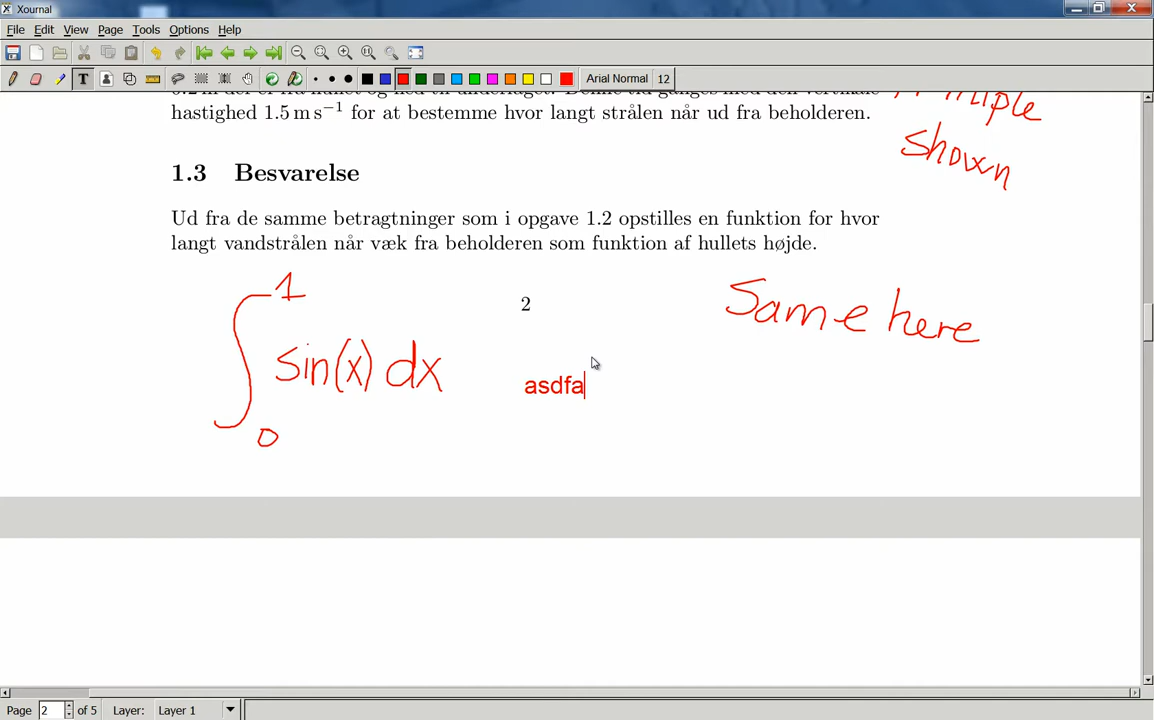 Xournal
File Edit View Page Tools Options Help
T Arial Normal 12
hastighed 1.5 m s⁻¹ for at bestemme hvor langt strålen når ud fra beholderen.
shown
1.3 Besvarelse
Ud fra de samme betragtninger som i opgave 1.2 opstilles en funktion for hvor
langt vandstrålen når væk fra beholderen som funktion af hullets højde.
2
Same here
∫₀¹ sin(x) dx
asdfa
Page 2 of 5 Layer: Layer 1